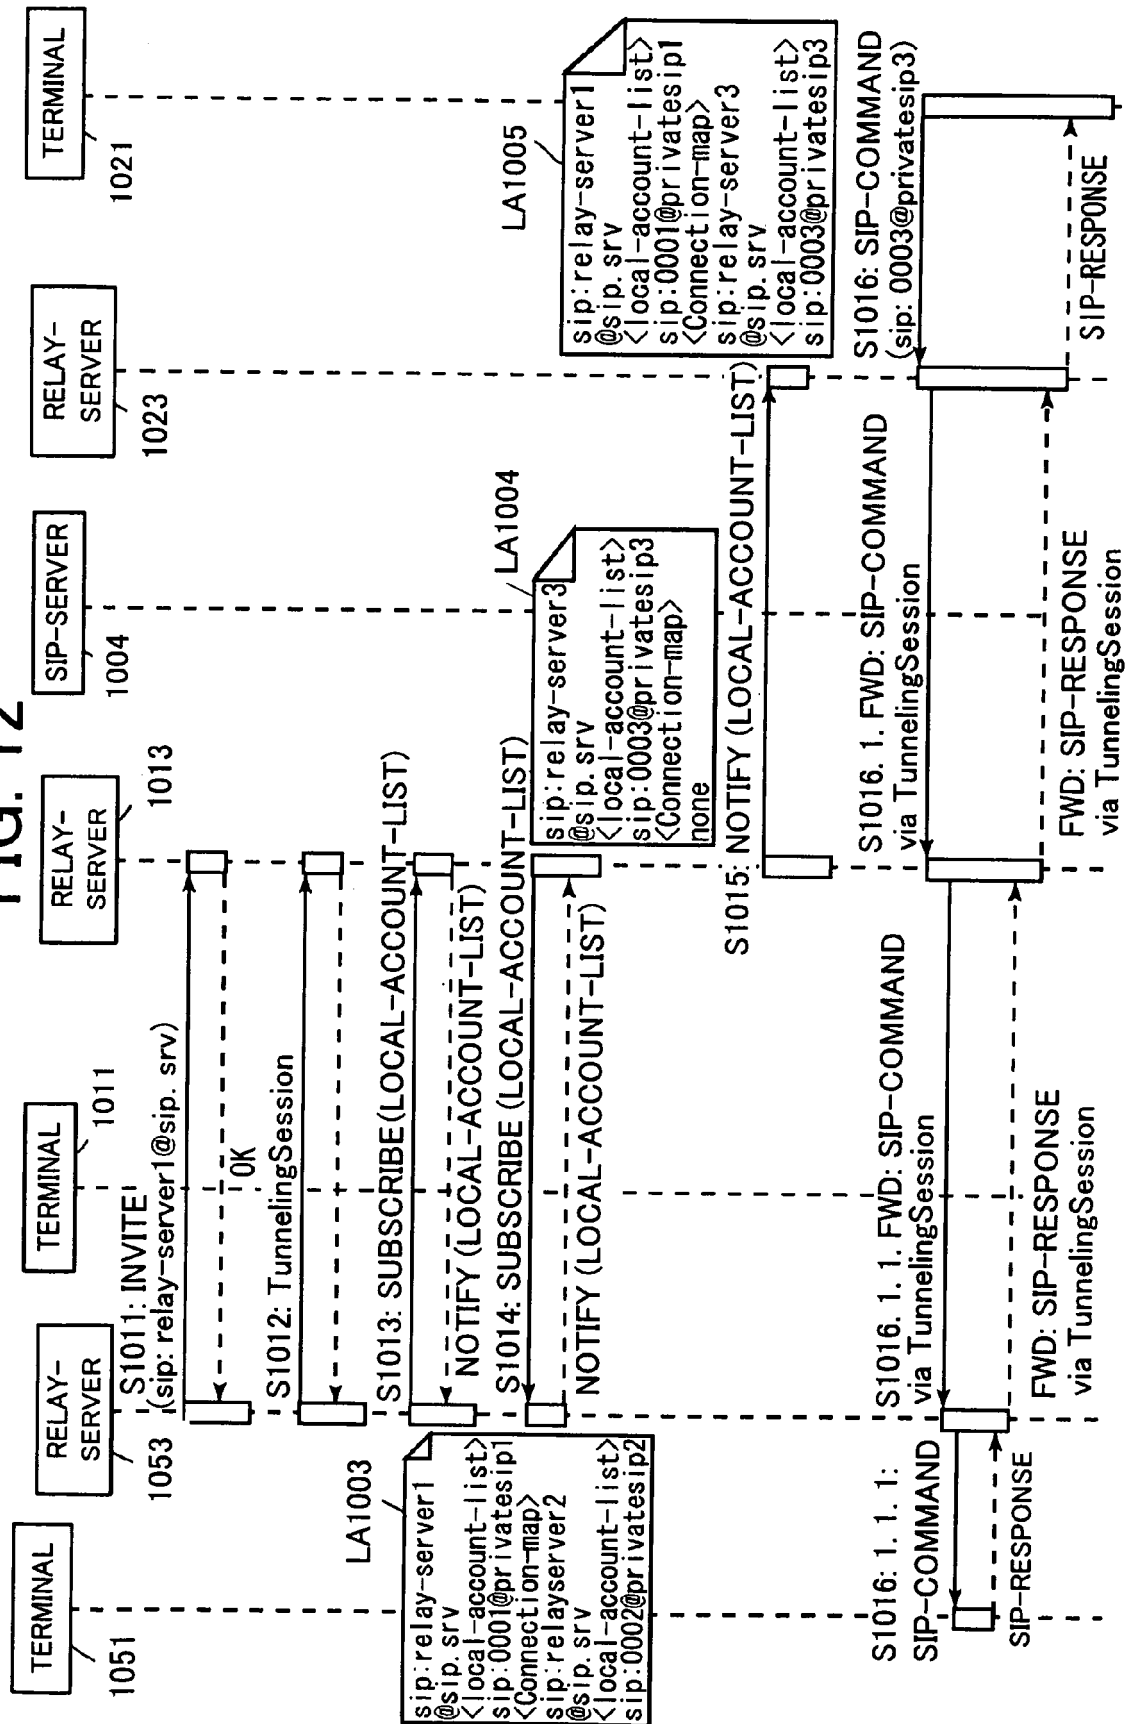 FIG. 12
TERMINAL
1051
RELAY-
SERVER
1053
TERMINAL
1011
RELAY-
SERVER
1013
SIP-SERVER
1004
RELAY-
SERVER
1023
TERMINAL
1021
S1011: INVITE
(sip: relay-server1@sip. srv)
OK
S1012: TunnelingSession
S1013: SUBSCRIBE (LOCAL-ACCOUNT-LIST)
NOTIFY (LOCAL-ACCOUNT-LIST)
S1014: SUBSCRIBE (LOCAL-ACCOUNT-LIST)
NOTIFY (LOCAL-ACCOUNT-LIST)
LA1003
sip:relay-server1
@sip.srv
<local-account-list>
sip:0001@privatesip1
<Connection-map>
sip:relayserver2
@sip.srv
<local-account-list>
sip:0002@privatesip2
LA1004
sip:relay-server3
@sip.srv
<local-account-list>
sip:0003@privatesip3
<Connection-map>
none
LA1005
sip:relay-server1
@sip.srv
<local-account-list>
sip:0001@privatesip1
<Connection-map>
sip:relay-server3
@sip.srv
<local-account-list>
sip:0003@privatesip3
S1015: NOTIFY (LOCAL-ACCOUNT-LIST)
S1016: SIP-COMMAND
(sip: 0003@privatesip3)
SIP-RESPONSE
S1016. 1. FWD: SIP-COMMAND
via TunnelingSession
FWD: SIP-RESPONSE
via TunnelingSession
S1016. 1. 1. FWD: SIP-COMMAND
via TunnelingSession
FWD: SIP-RESPONSE
via TunnelingSession
S1016: 1. 1. 1:
SIP-COMMAND
SIP-RESPONSE